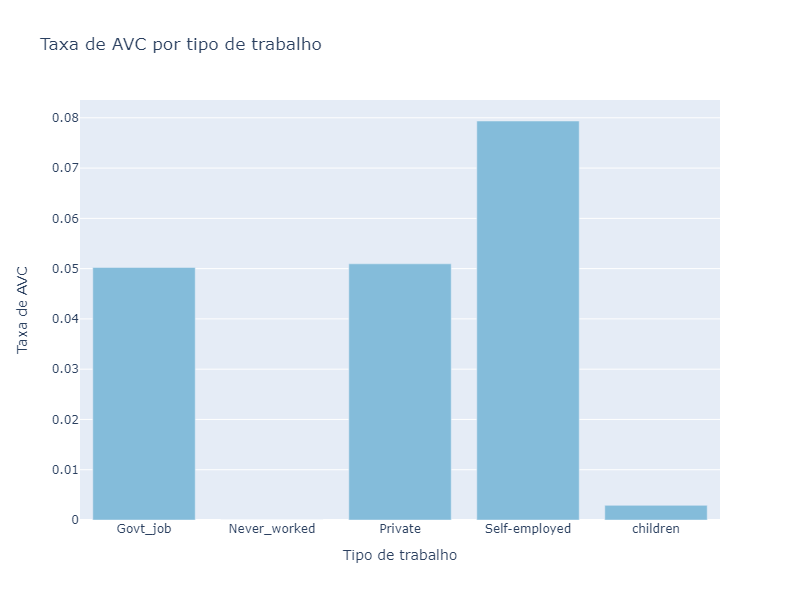 Taxa de AVC por tipo de trabalho
Taxa de AVC
0.08
0.07
0.06
0.05
0.04
0.03
0.02
0.01
0
Govt_job Never_worked Private Self-employed children
Tipo de trabalho